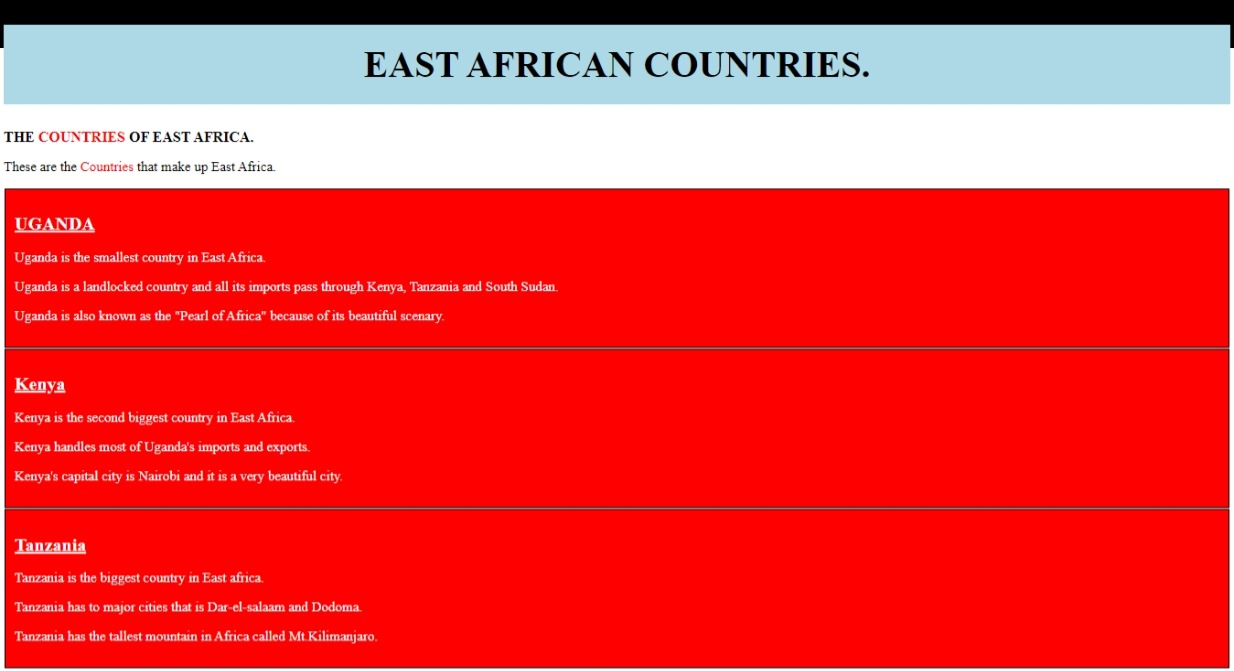 EAST AFRICAN COUNTRIES.
THE COUNTRIES OF EAST AFRICA.
These are the Countries that make up East Africa.
UGANDA
Uganda is the smallest country in East Africa.
Uganda is a landlocked country and all its imports pass through Kenya, Tanzania and South Sudan.
Uganda is also known as the "Pearl of Africa" because of its beautiful scenary.
Kenya
Kenya is the second biggest country in East Africa.
Kenya handles most of Uganda's imports and exports.
Kenya's capital city is Nairobi and it is a very beautiful city.
Tanzania
Tanzania is the biggest country in East africa.
Tanzania has to major cities that is Dar-el-salaam and Dodoma.
Tanzania has the tallest mountain in Africa called Mt.Kilimanjaro.